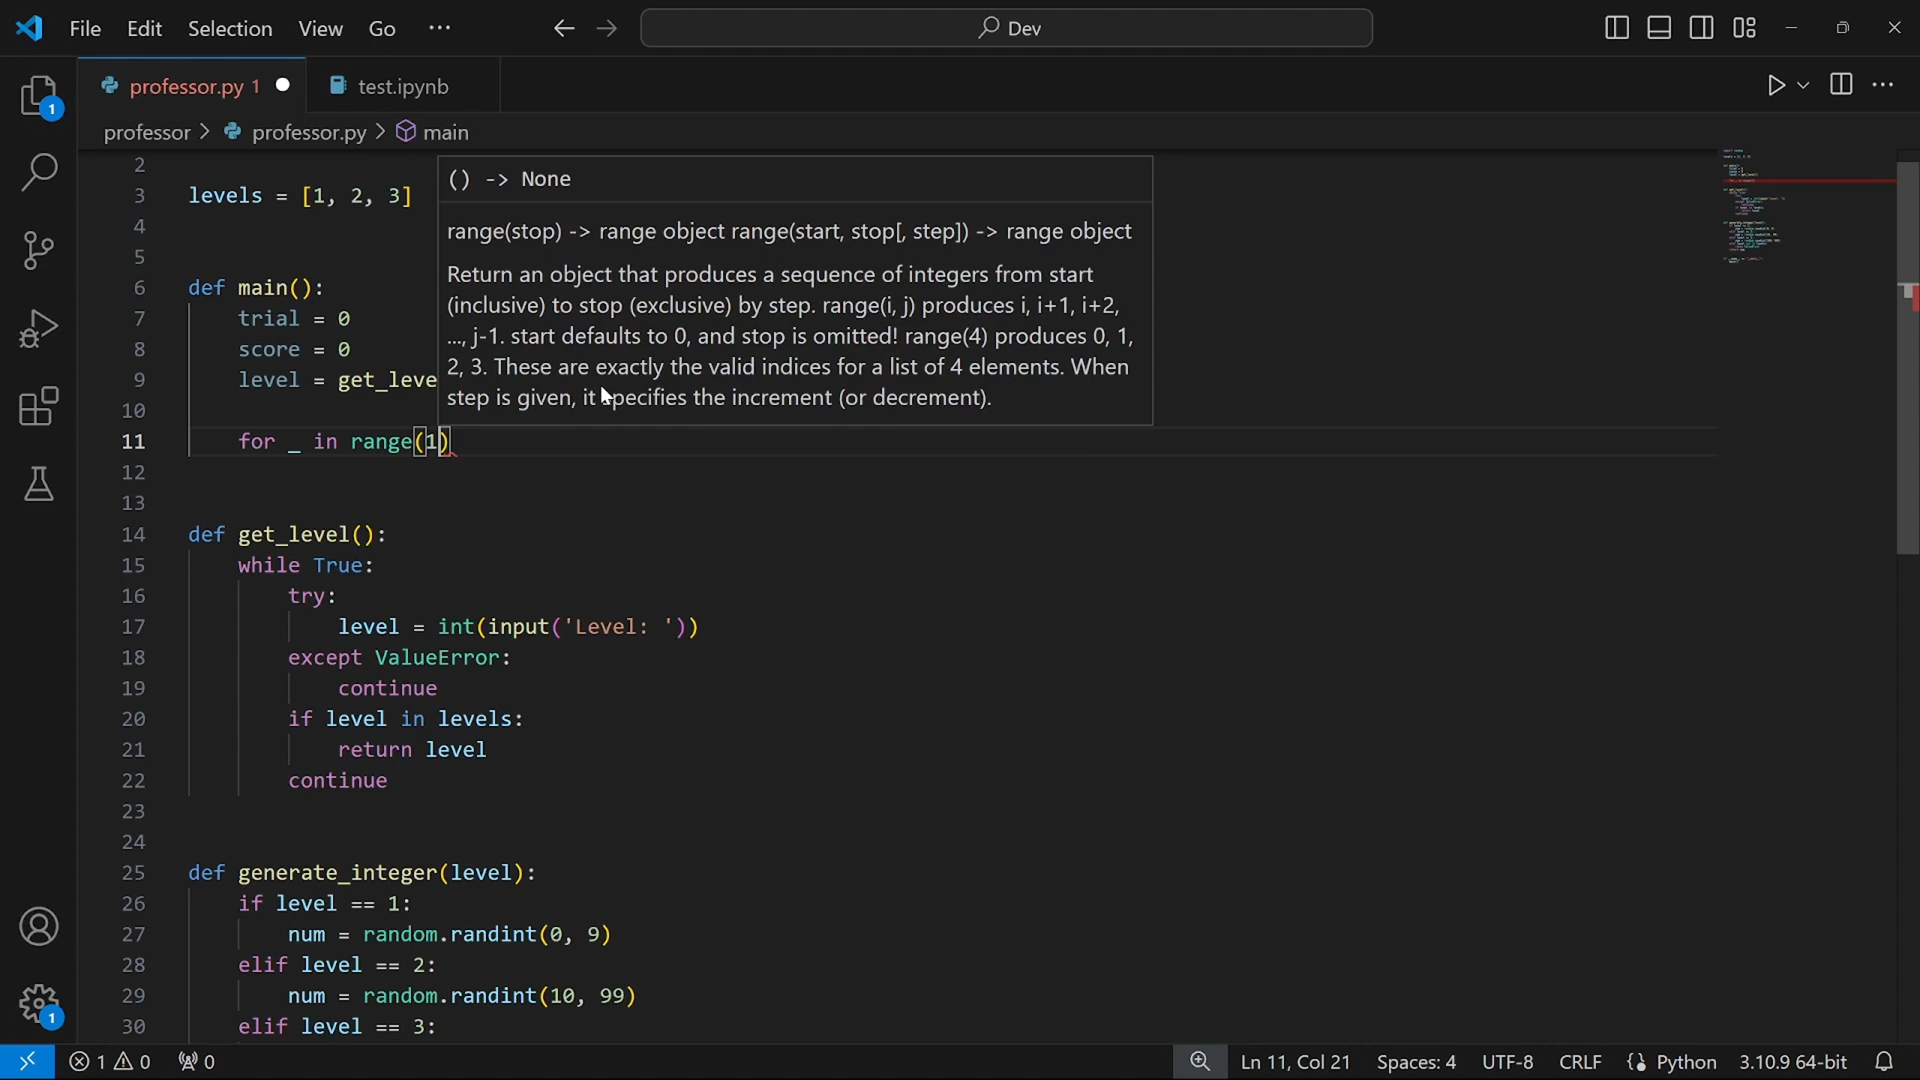 File Edit Selection View Go ··· Dev
professor.py 1 test.ipynb
professor > professor.py > main
2
3 levels = [1, 2, 3]
4
5
6 def main():
7 trial = 0
8 score = 0
9 level = get_leve
10
11 for _ in range(1)
12
13
14 def get_level():
15 while True:
16 try:
17 level = int(input('Level: '))
18 except ValueError:
19 continue
20 if level in levels:
21 return level
22 continue
23
24
25 def generate_integer(level):
26 if level == 1:
27 num = random.randint(0, 9)
28 elif level == 2:
29 num = random.randint(10, 99)
30 elif level == 3:
() -> None
range(stop) -> range object range(start, stop[, step]) -> range object
Return an object that produces a sequence of integers from start
(inclusive) to stop (exclusive) by step. range(i, j) produces i, i+1, i+2,
..., j-1. start defaults to 0, and stop is omitted! range(4) produces 0, 1,
2, 3. These are exactly the valid indices for a list of 4 elements. When
step is given, it specifies the increment (or decrement).
1
1
1 0 0 Ln 11, Col 21 Spaces: 4 UTF-8 CRLF Python 3.10.9 64-bit